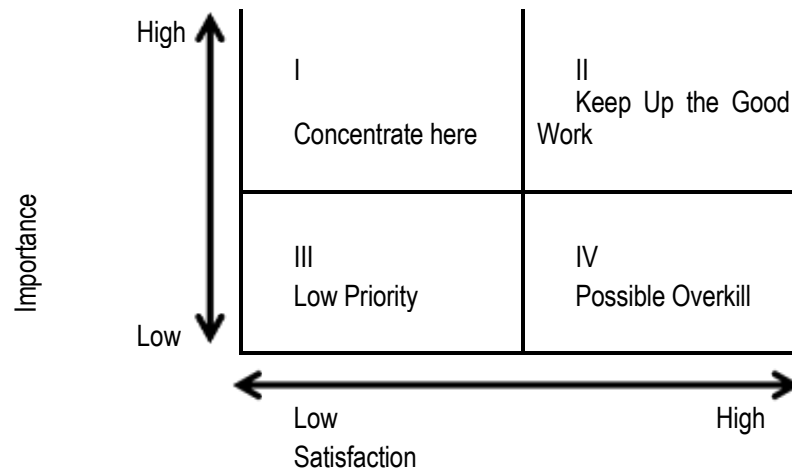 High
I
II
Keep Up the Good
Concentrate here
Work
Importance
III
IV
Low Priority
Possible Overkill
Low
Low
High
Satisfaction